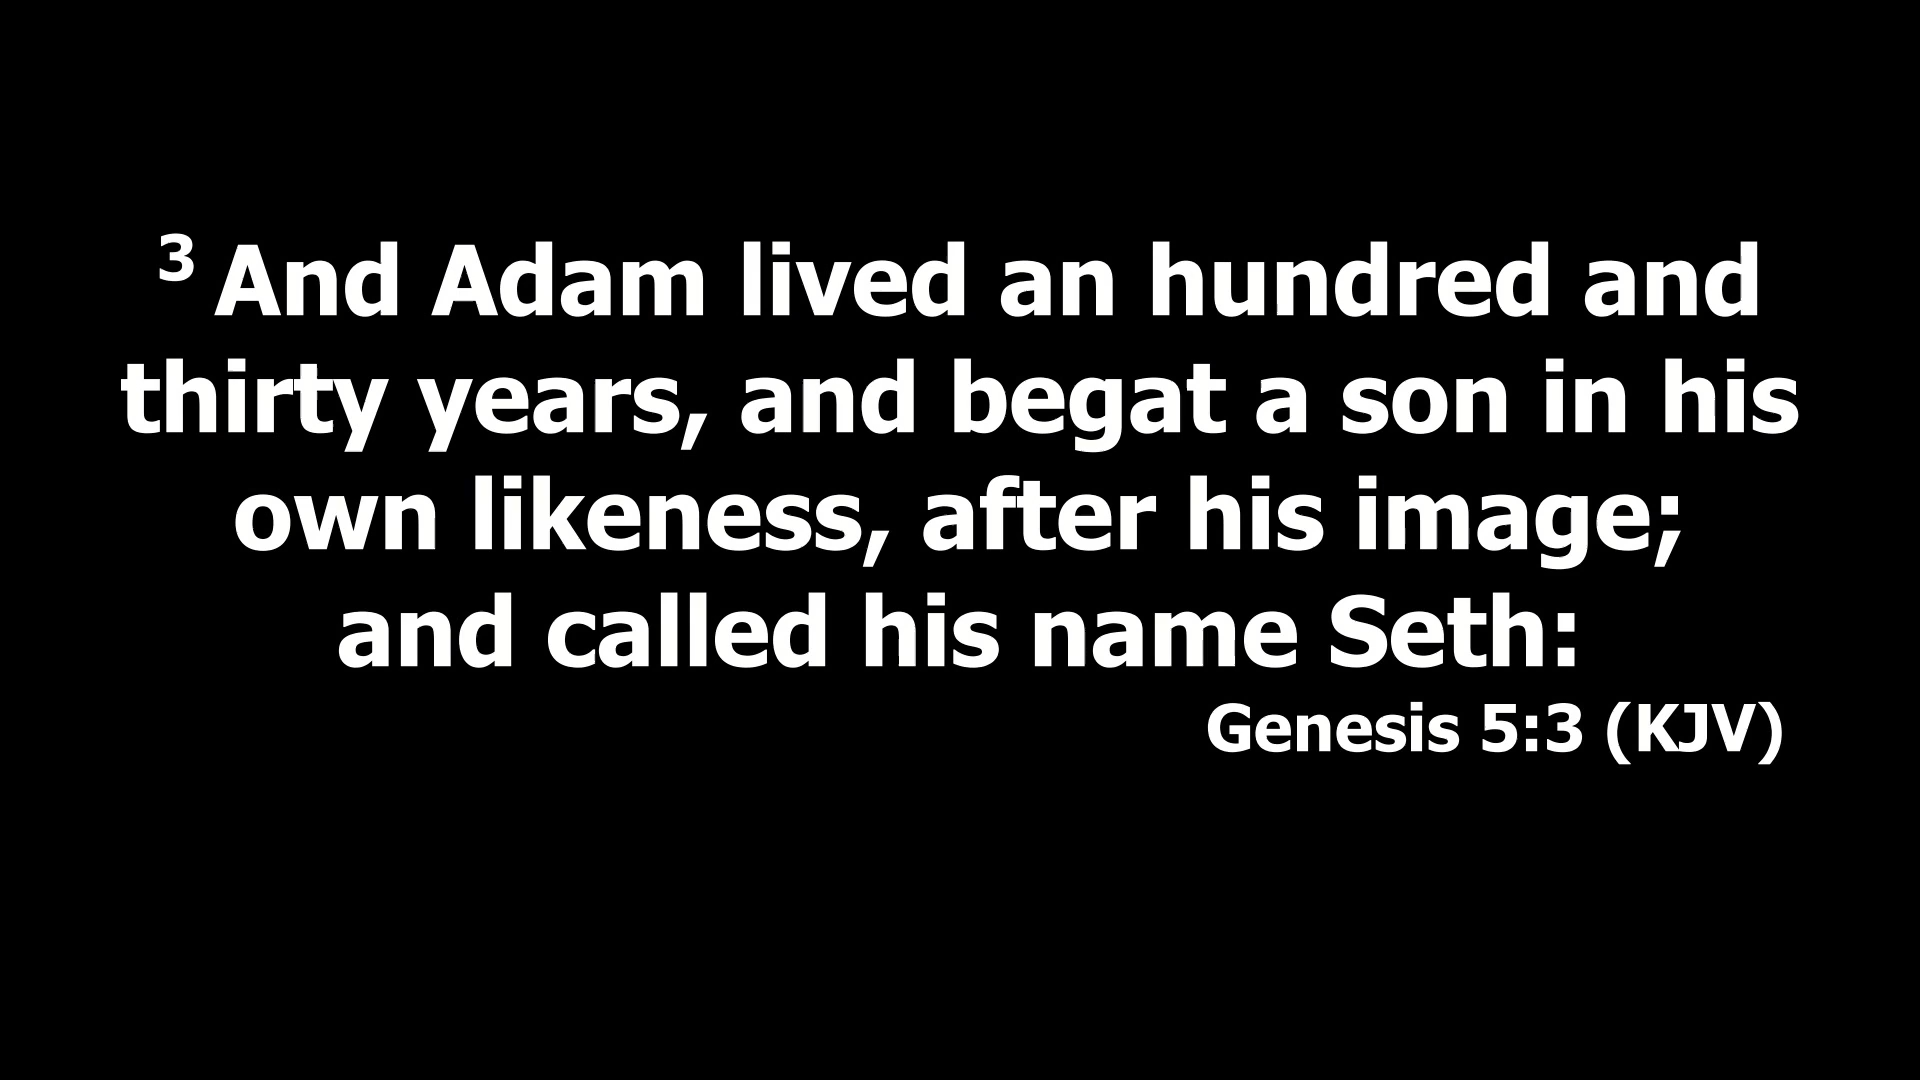 3 And Adam lived an hundred and
thirty years, and begat a son in his
own likeness, after his image;
and called his name Seth:
Genesis 5:3 (KJV)